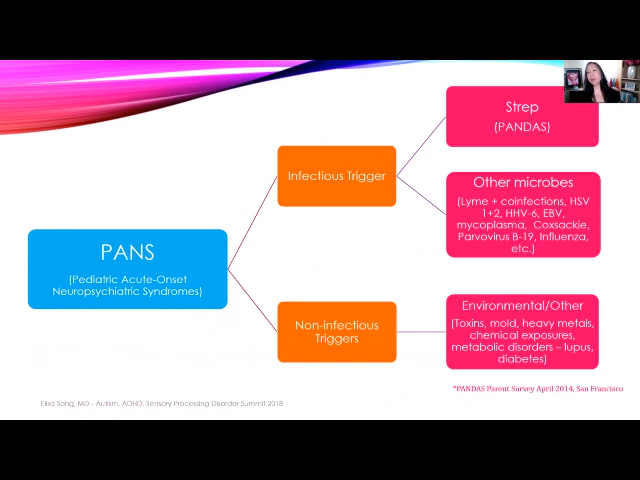 Strep
(PANDAS)
Infectious Trigger
Other microbes
(Lyme + coinfections, HSV
1+2, HHV-6, EBV,
mycoplasma, Coxsackie,
Parvovirus B-19, Influenza,
etc.)
PANS
(Pediatric Acute-Onset
Neuropsychiatric Syndromes)
Non-infectious
Triggers
Environmental/Other
(Toxins, mold, heavy metals,
chemical exposures,
metabolic disorders – lupus,
diabetes)
*PANDAS Parent Survey April 2014, San Francisco
Elisa Song, MD - Autism, ADHD, Sensory Processing Disorder Summit 2018